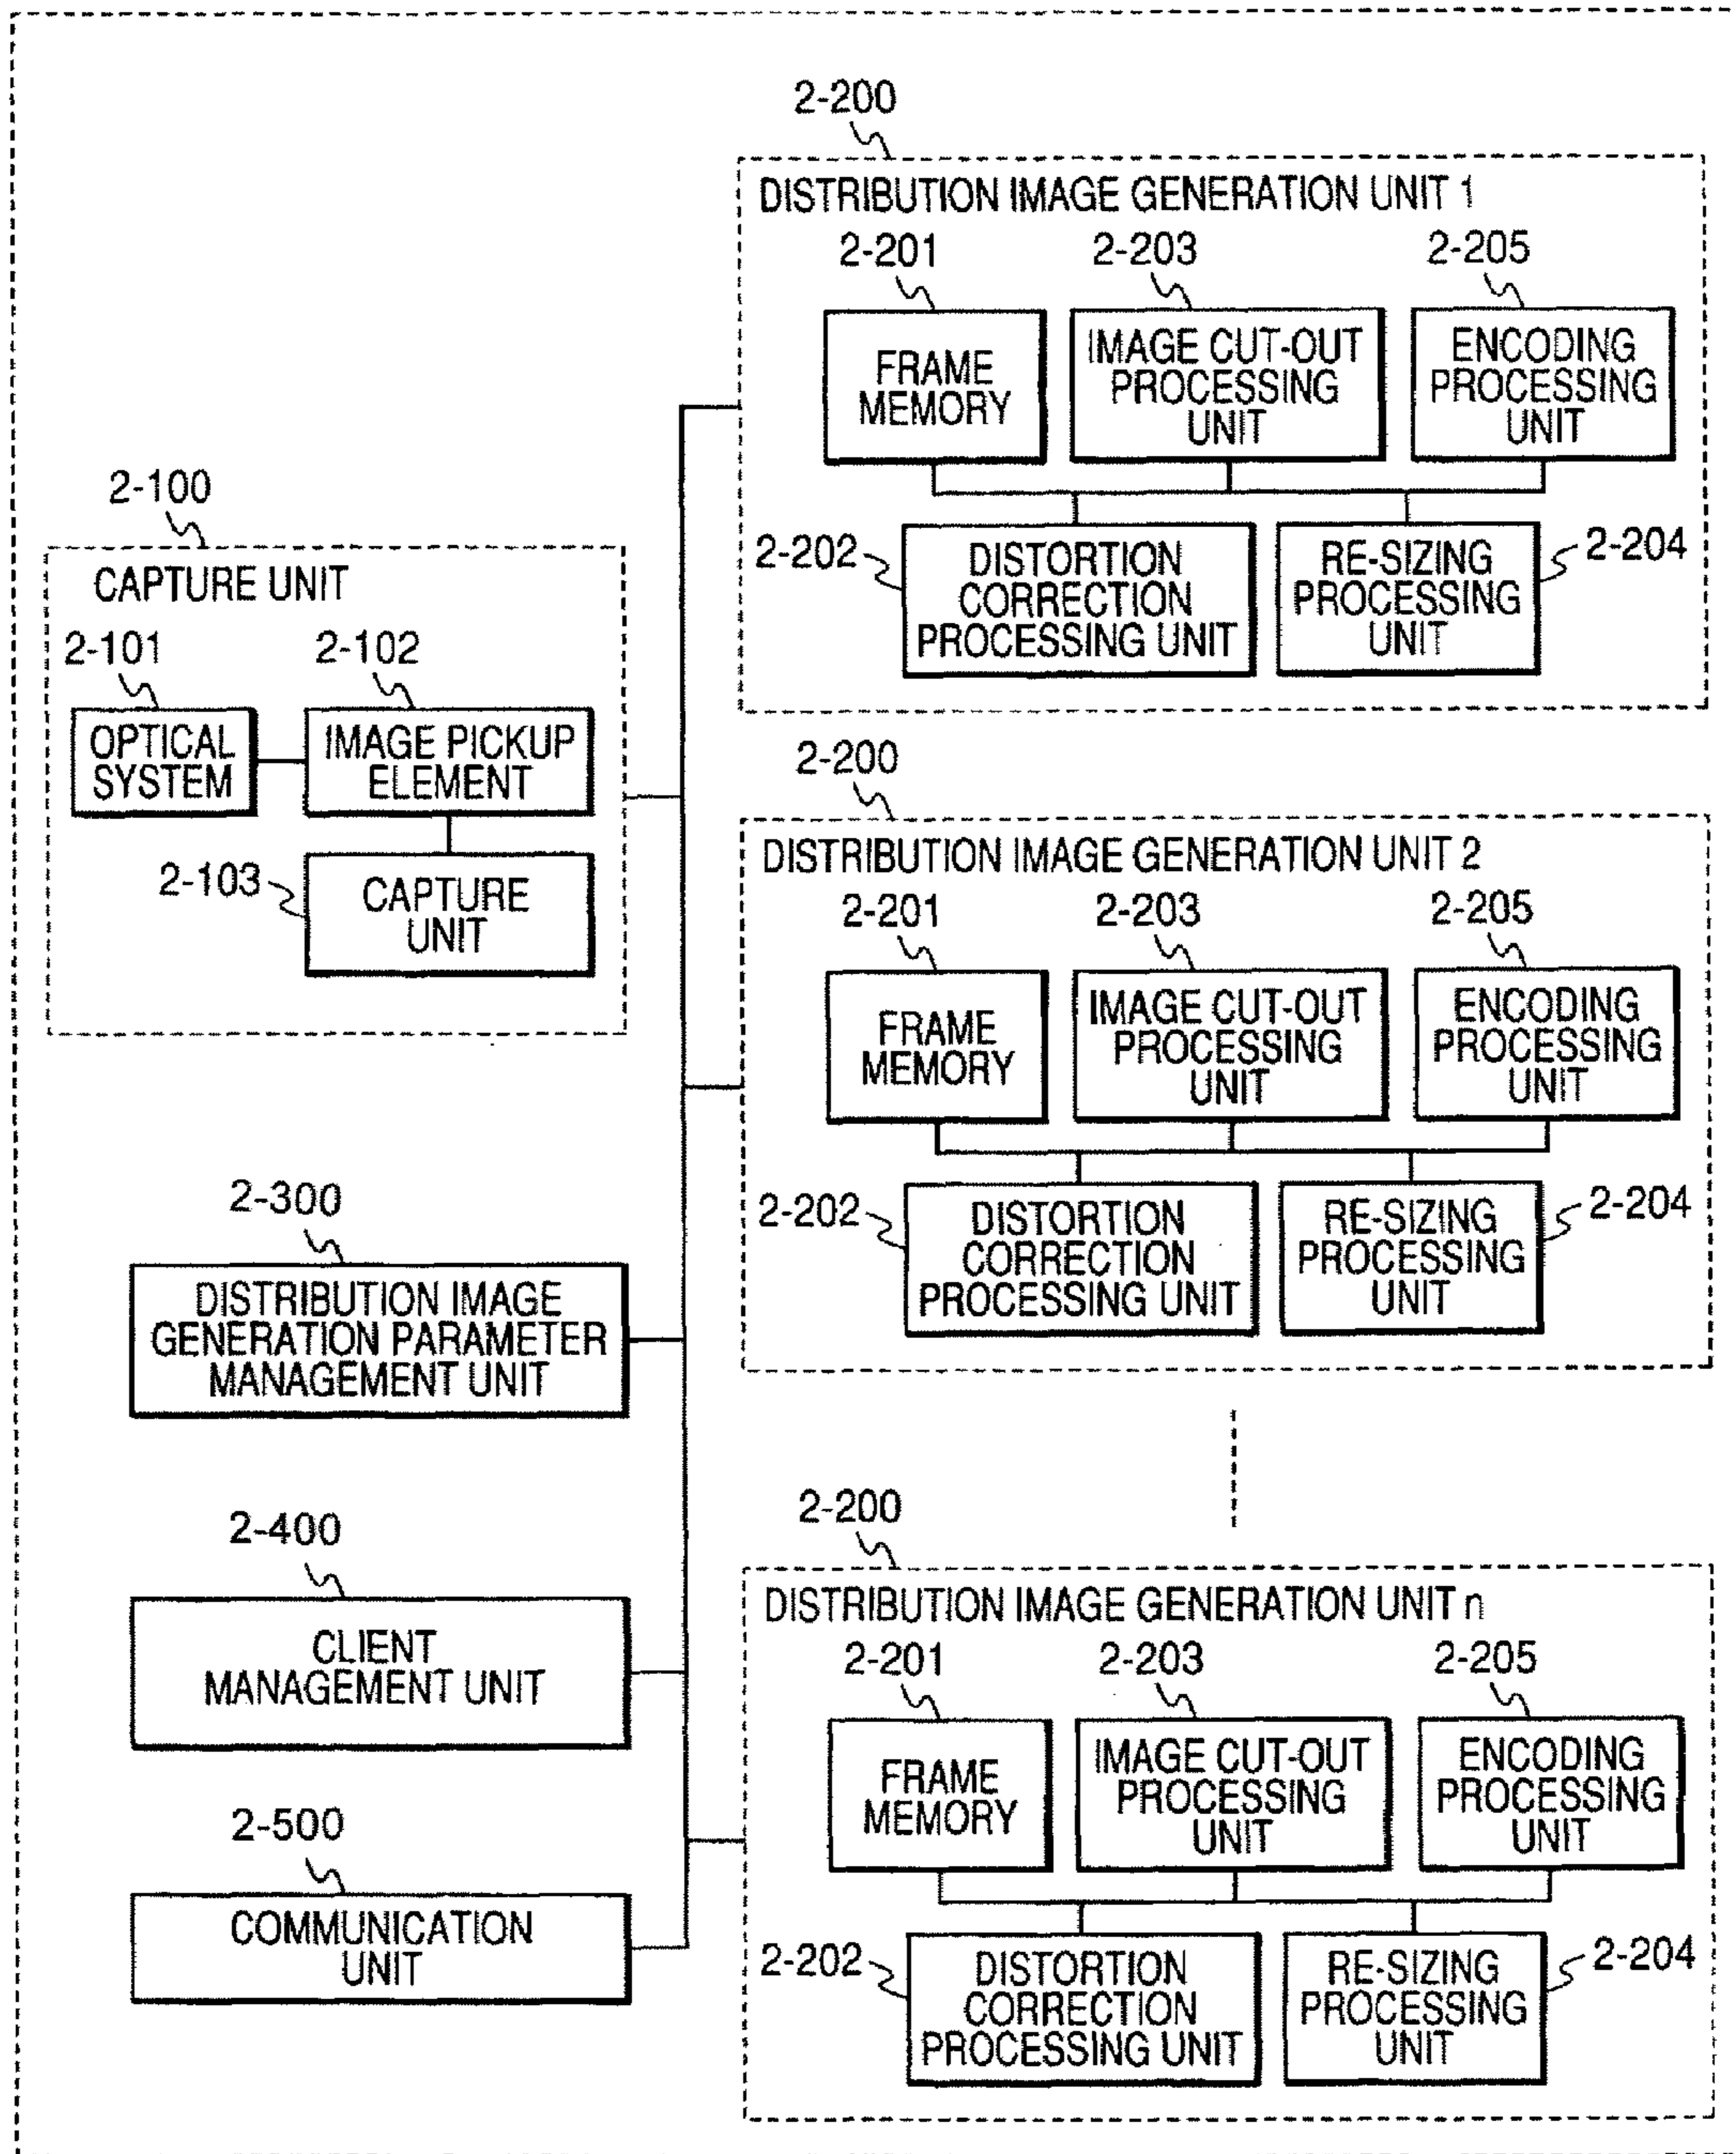 2-100
CAPTURE UNIT
2-101
2-102
OPTICAL
SYSTEM
IMAGE PICKUP
ELEMENT
2-103
CAPTURE
UNIT
2-300
DISTRIBUTION IMAGE
GENERATION PARAMETER
MANAGEMENT UNIT
2-400
CLIENT
MANAGEMENT UNIT
2-500
COMMUNICATION
UNIT
2-200
DISTRIBUTION IMAGE GENERATION UNIT 1
2-201
2-203
2-205
FRAME
MEMORY
IMAGE CUT-OUT
PROCESSING
UNIT
ENCODING
PROCESSING
UNIT
2-202
DISTORTION
CORRECTION
PROCESSING UNIT
RE-SIZING
PROCESSING
UNIT
2-204
2-200
DISTRIBUTION IMAGE GENERATION UNIT 2
2-201
2-203
2-205
FRAME
MEMORY
IMAGE CUT-OUT
PROCESSING
UNIT
ENCODING
PROCESSING
UNIT
2-202
DISTORTION
CORRECTION
PROCESSING UNIT
RE-SIZING
PROCESSING
UNIT
2-204
2-200
DISTRIBUTION IMAGE GENERATION UNIT n
2-201
2-203
2-205
FRAME
MEMORY
IMAGE CUT-OUT
PROCESSING
UNIT
ENCODING
PROCESSING
UNIT
2-202
DISTORTION
CORRECTION
PROCESSING UNIT
RE-SIZING
PROCESSING
UNIT
2-204